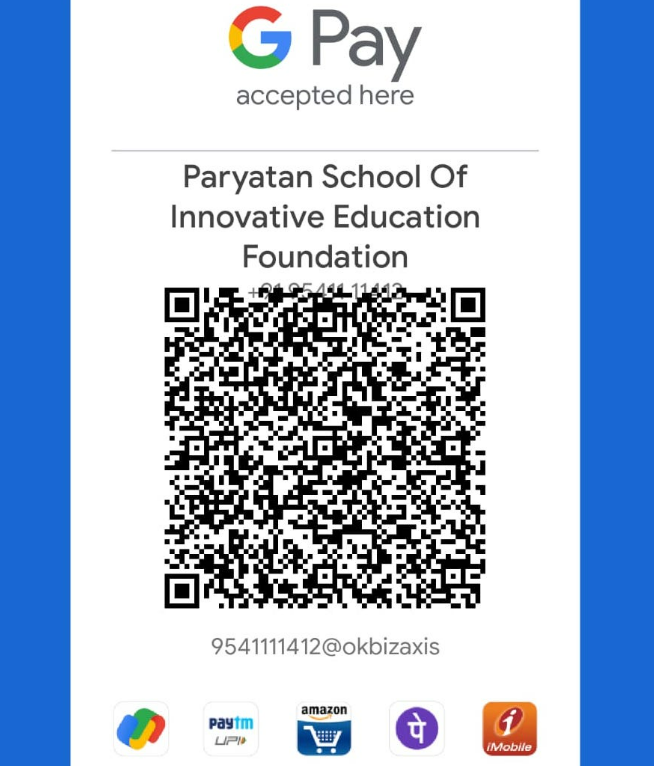 G Pay
accepted here
Paryatan School Of
Innovative Education
Foundation
9541111412@okbizaxis
paytm
UPI
amazon
पे
iMobile